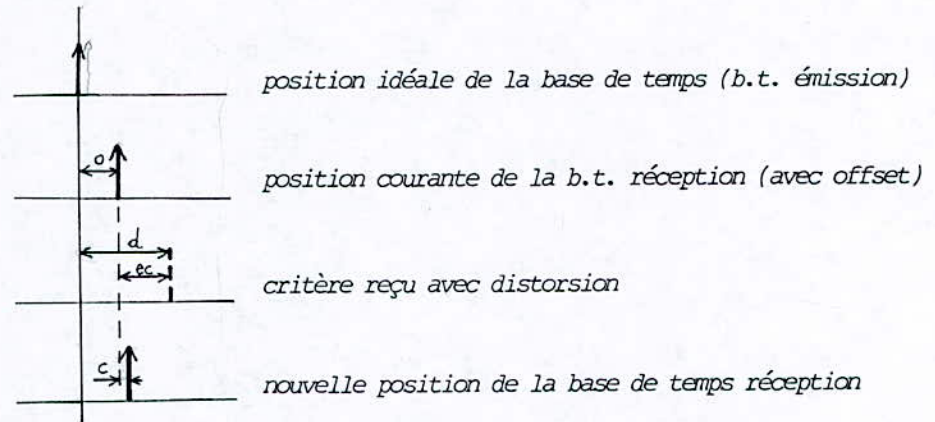 position idéale de la base de temps (b.t. émission)
o
position courante de la b.t. réception (avec offset)
d
ec
critère reçu avec distorsion
c
nouvelle position de la base de temps réception